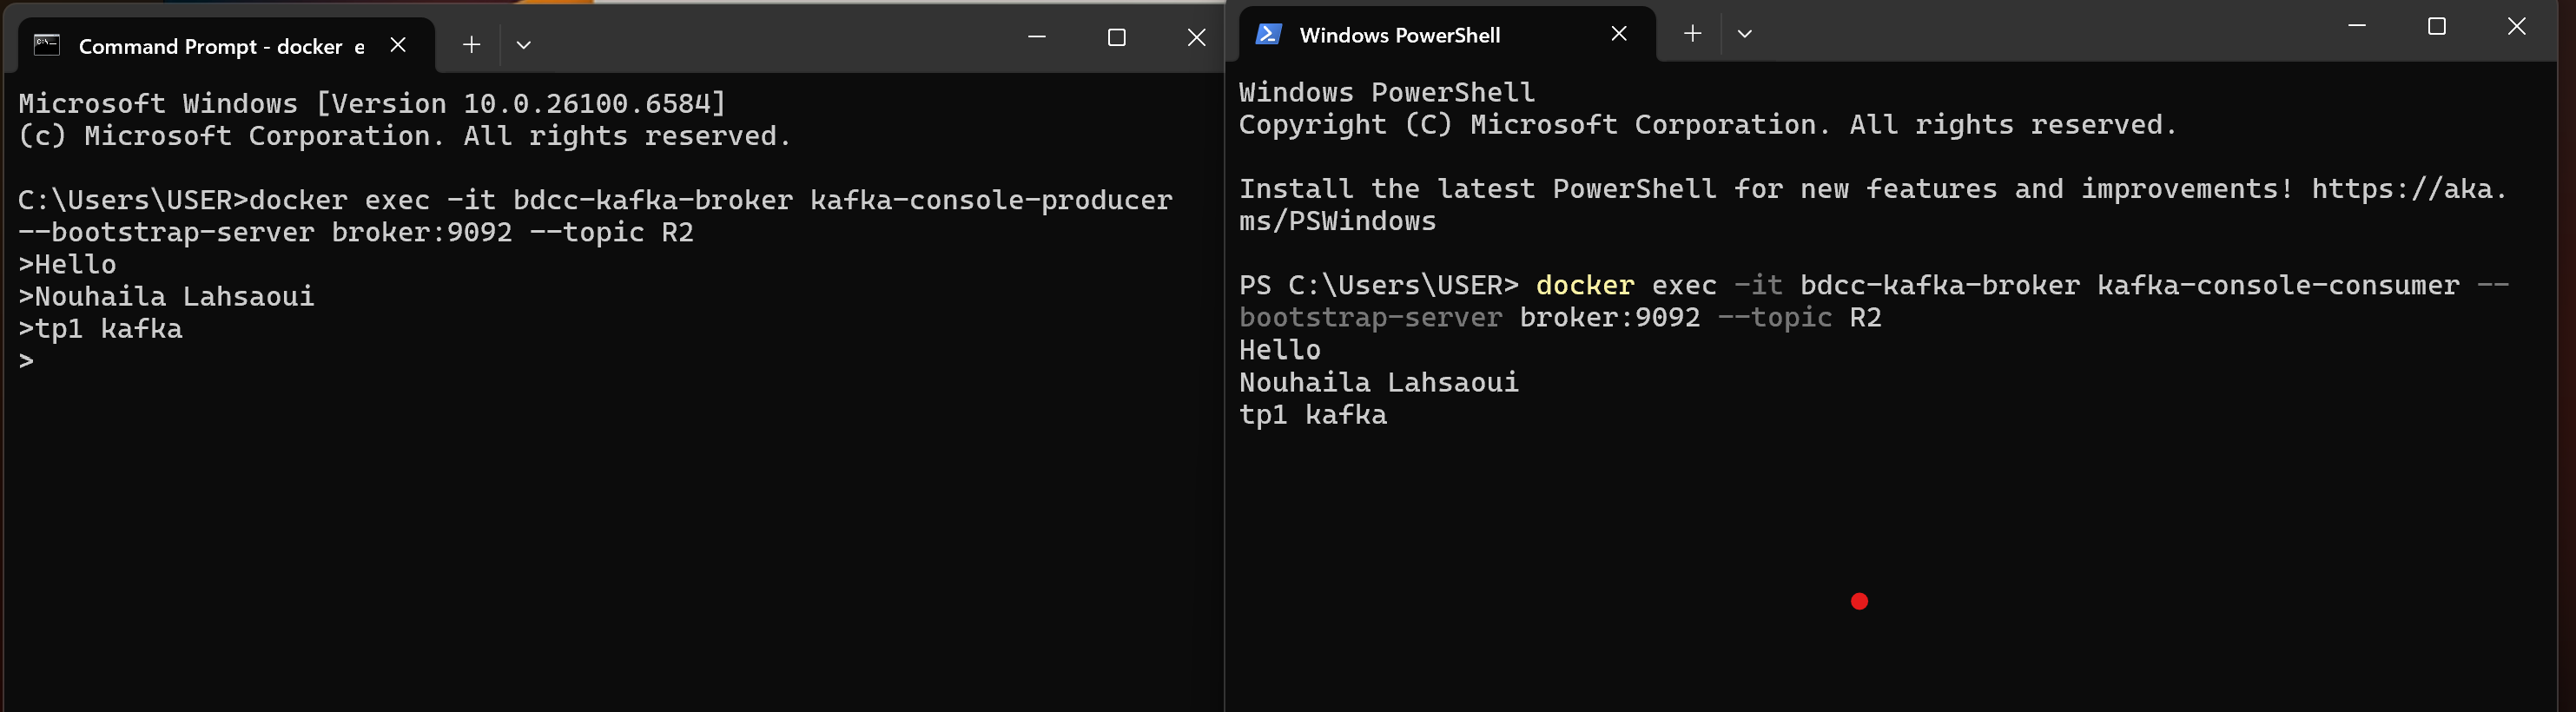 Command Prompt - docker e
Microsoft Windows [Version 10.0.26100.6584]
(c) Microsoft Corporation. All rights reserved.
C:\Users\USER>docker exec -it bdcc-kafka-broker kafka-console-producer
--bootstrap-server broker:9092 --topic R2
>Hello
>Nouhaila Lahsaoui
>tp1 kafka
>
Windows PowerShell
Windows PowerShell
Copyright (C) Microsoft Corporation. All rights reserved.
Install the latest PowerShell for new features and improvements! https://aka.
ms/PSWindows
PS C:\Users\USER> docker exec -it bdcc-kafka-broker kafka-console-consumer --
bootstrap-server broker:9092 --topic R2
Hello
Nouhaila Lahsaoui
tp1 kafka